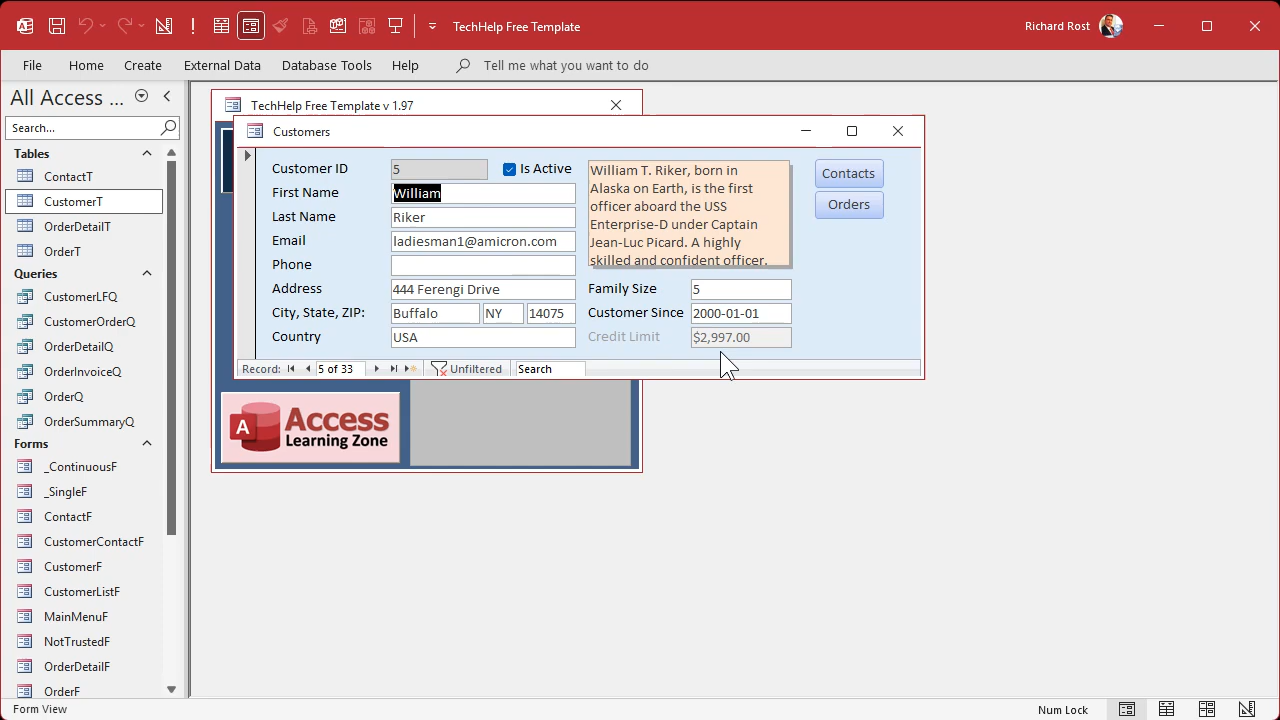 TechHelp Free Template
Richard Rost
File
Home
Create
External Data
Database Tools
Help
Tell me what you want to do
All Access ...
Search...
Tables
ContactT
CustomerT
OrderDetailT
OrderT
Queries
CustomerLFQ
CustomerOrderQ
OrderDetailQ
OrderInvoiceQ
OrderQ
OrderSummaryQ
Forms
_ContinuousF
_SingleF
ContactF
CustomerContactF
CustomerF
CustomerListF
MainMenuF
NotTrustedF
OrderDetailF
OrderF
TechHelp Free Template v 1.97
Customers
Customer ID 5 Is Active
First Name William
Last Name Riker
Email ladiesman1@amicron.com
Phone
Address 444 Ferengi Drive
City, State, ZIP: Buffalo NY 14075
Country USA
William T. Riker, born in
Alaska on Earth, is the first
officer aboard the USS
Enterprise-D under Captain
Jean-Luc Picard. A highly
skilled and confident officer,
Family Size 5
Customer Since 2000-01-01
Credit Limit $2,997.00
Contacts
Orders
Record: 5 of 33 Unfiltered Search
A Access
Learning Zone
Form View
Num Lock